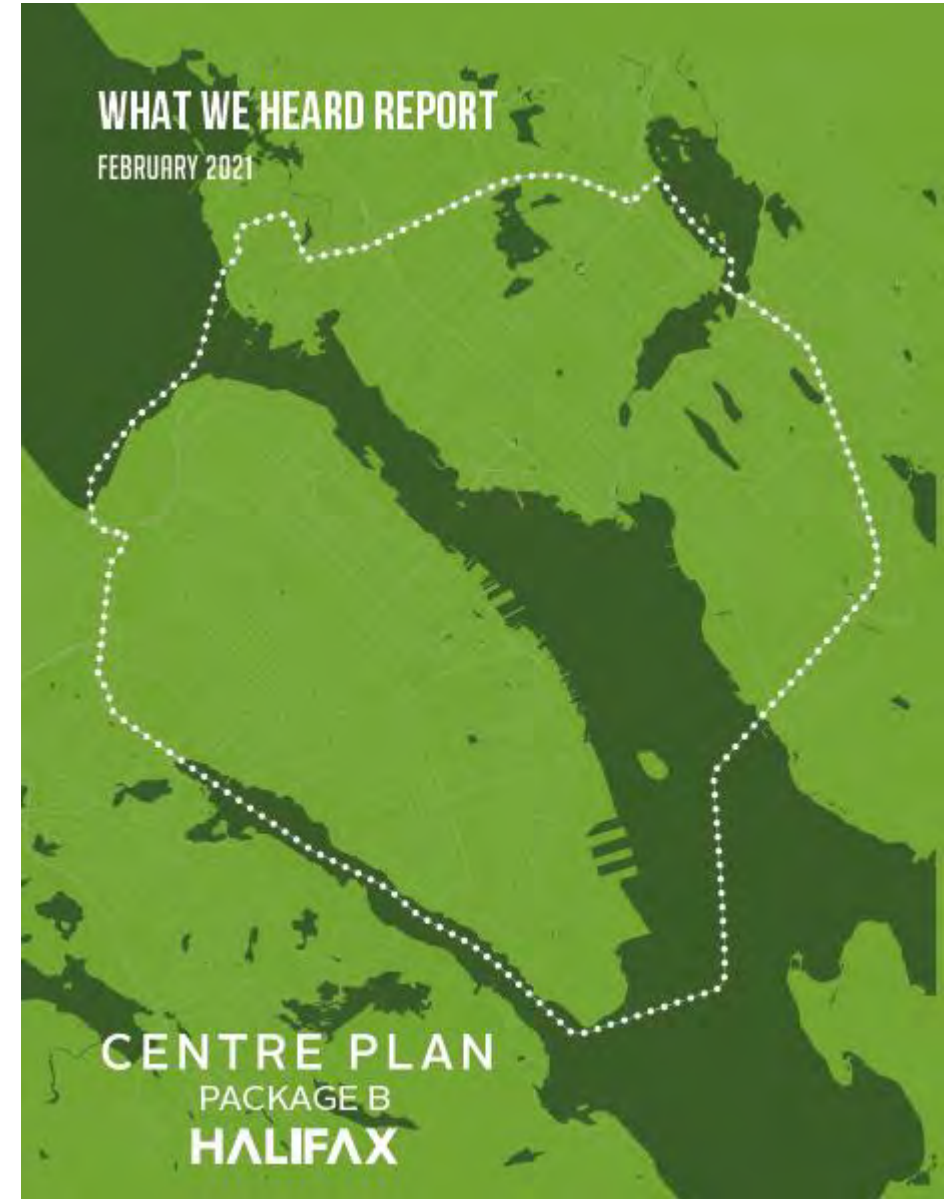 WHAT WE HEARD REPORT
FEBRUARY 2021
CENTRE PLAN
PACKAGE B
HALIFAX